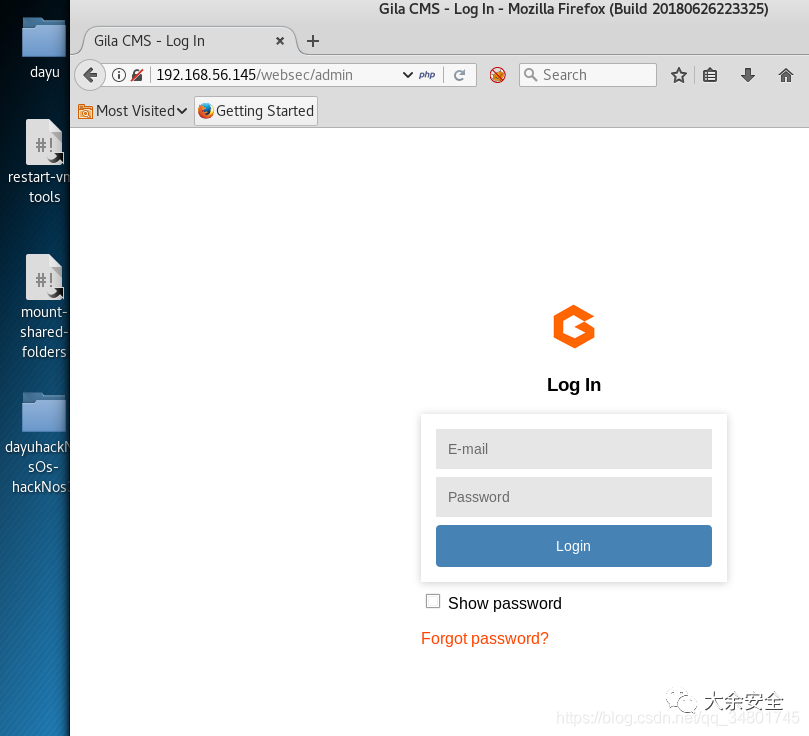 Gila CMS - Log In - Mozilla Firefox (Build 20180626223325)
Gila CMS - Log In
192.168.56.145/websec/admin
php
Search
Most Visited
Getting Started
dayu
#!
restart-vm
tools
#!
mount-
shared-
folders
dayuhackN
sOs-
hackNos
Log In
E-mail
Password
Login
Show password
Forgot password?
大余安全
https://blog.csdn.net/qq_34801745